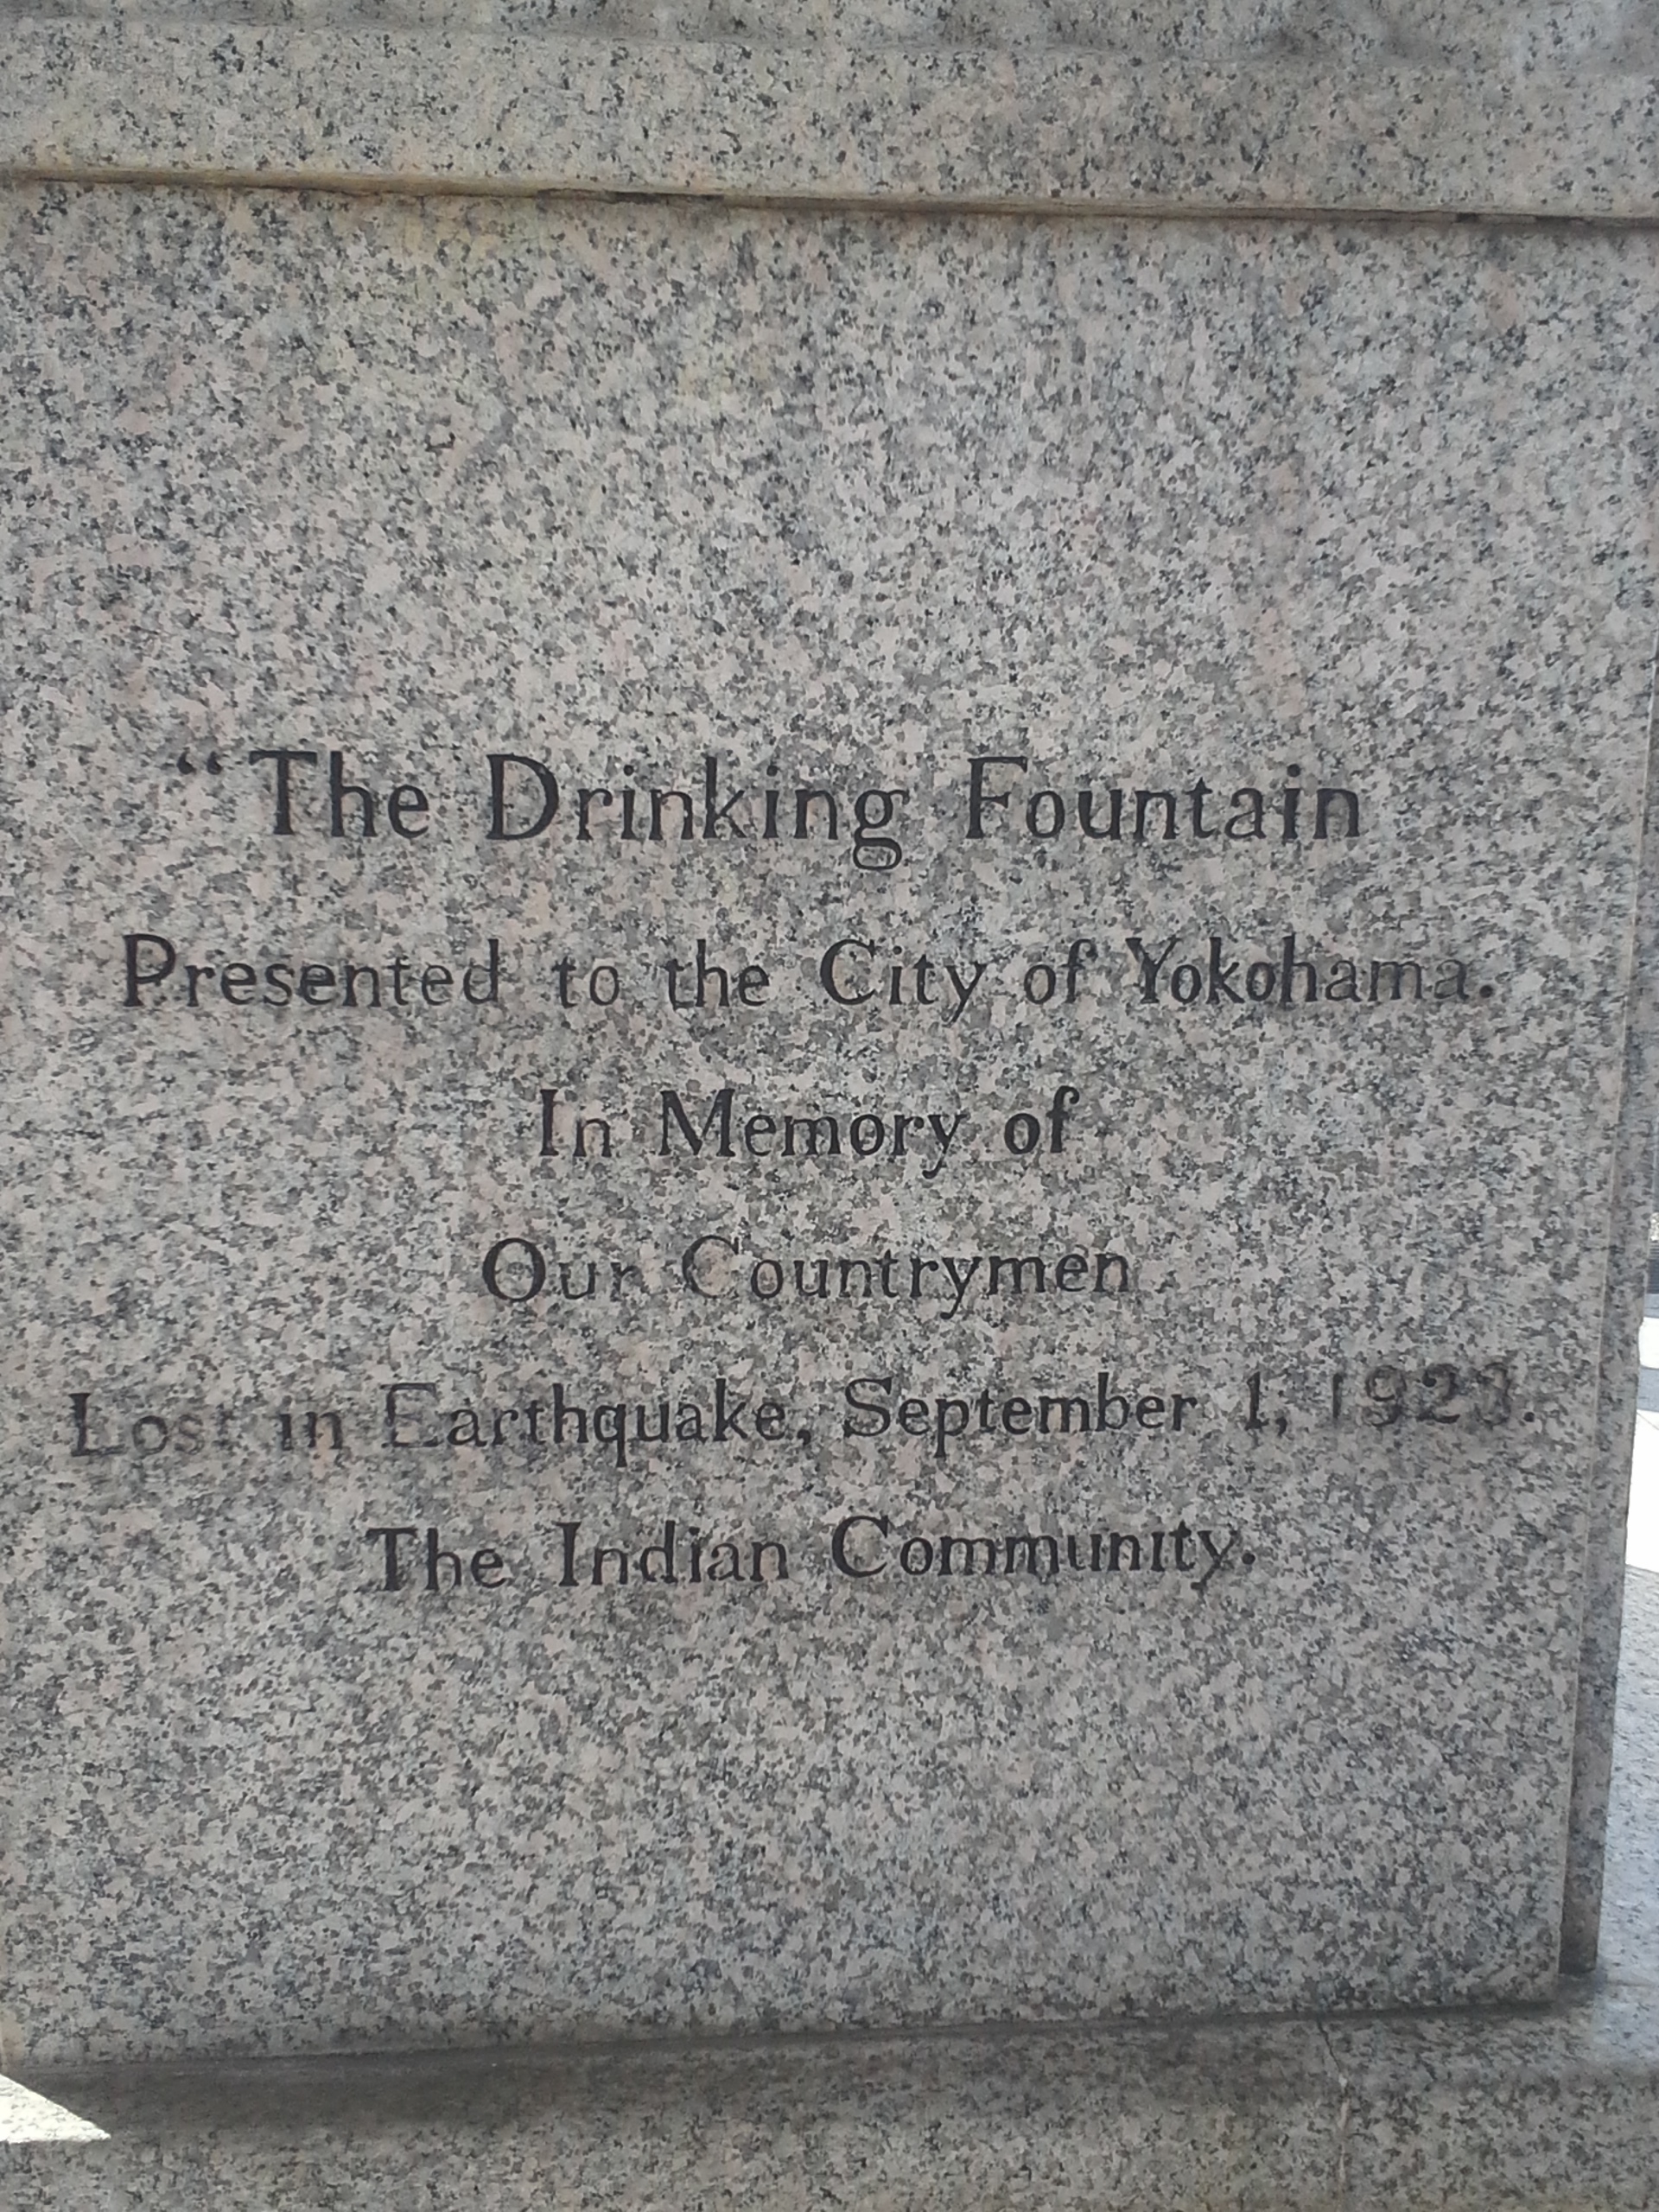 “The Drinking Fountain
Presented to the City of Yokohama.
In Memory of
Our Countrymen
Lost in Earthquake, September 1, 1923.
The Indian Community.